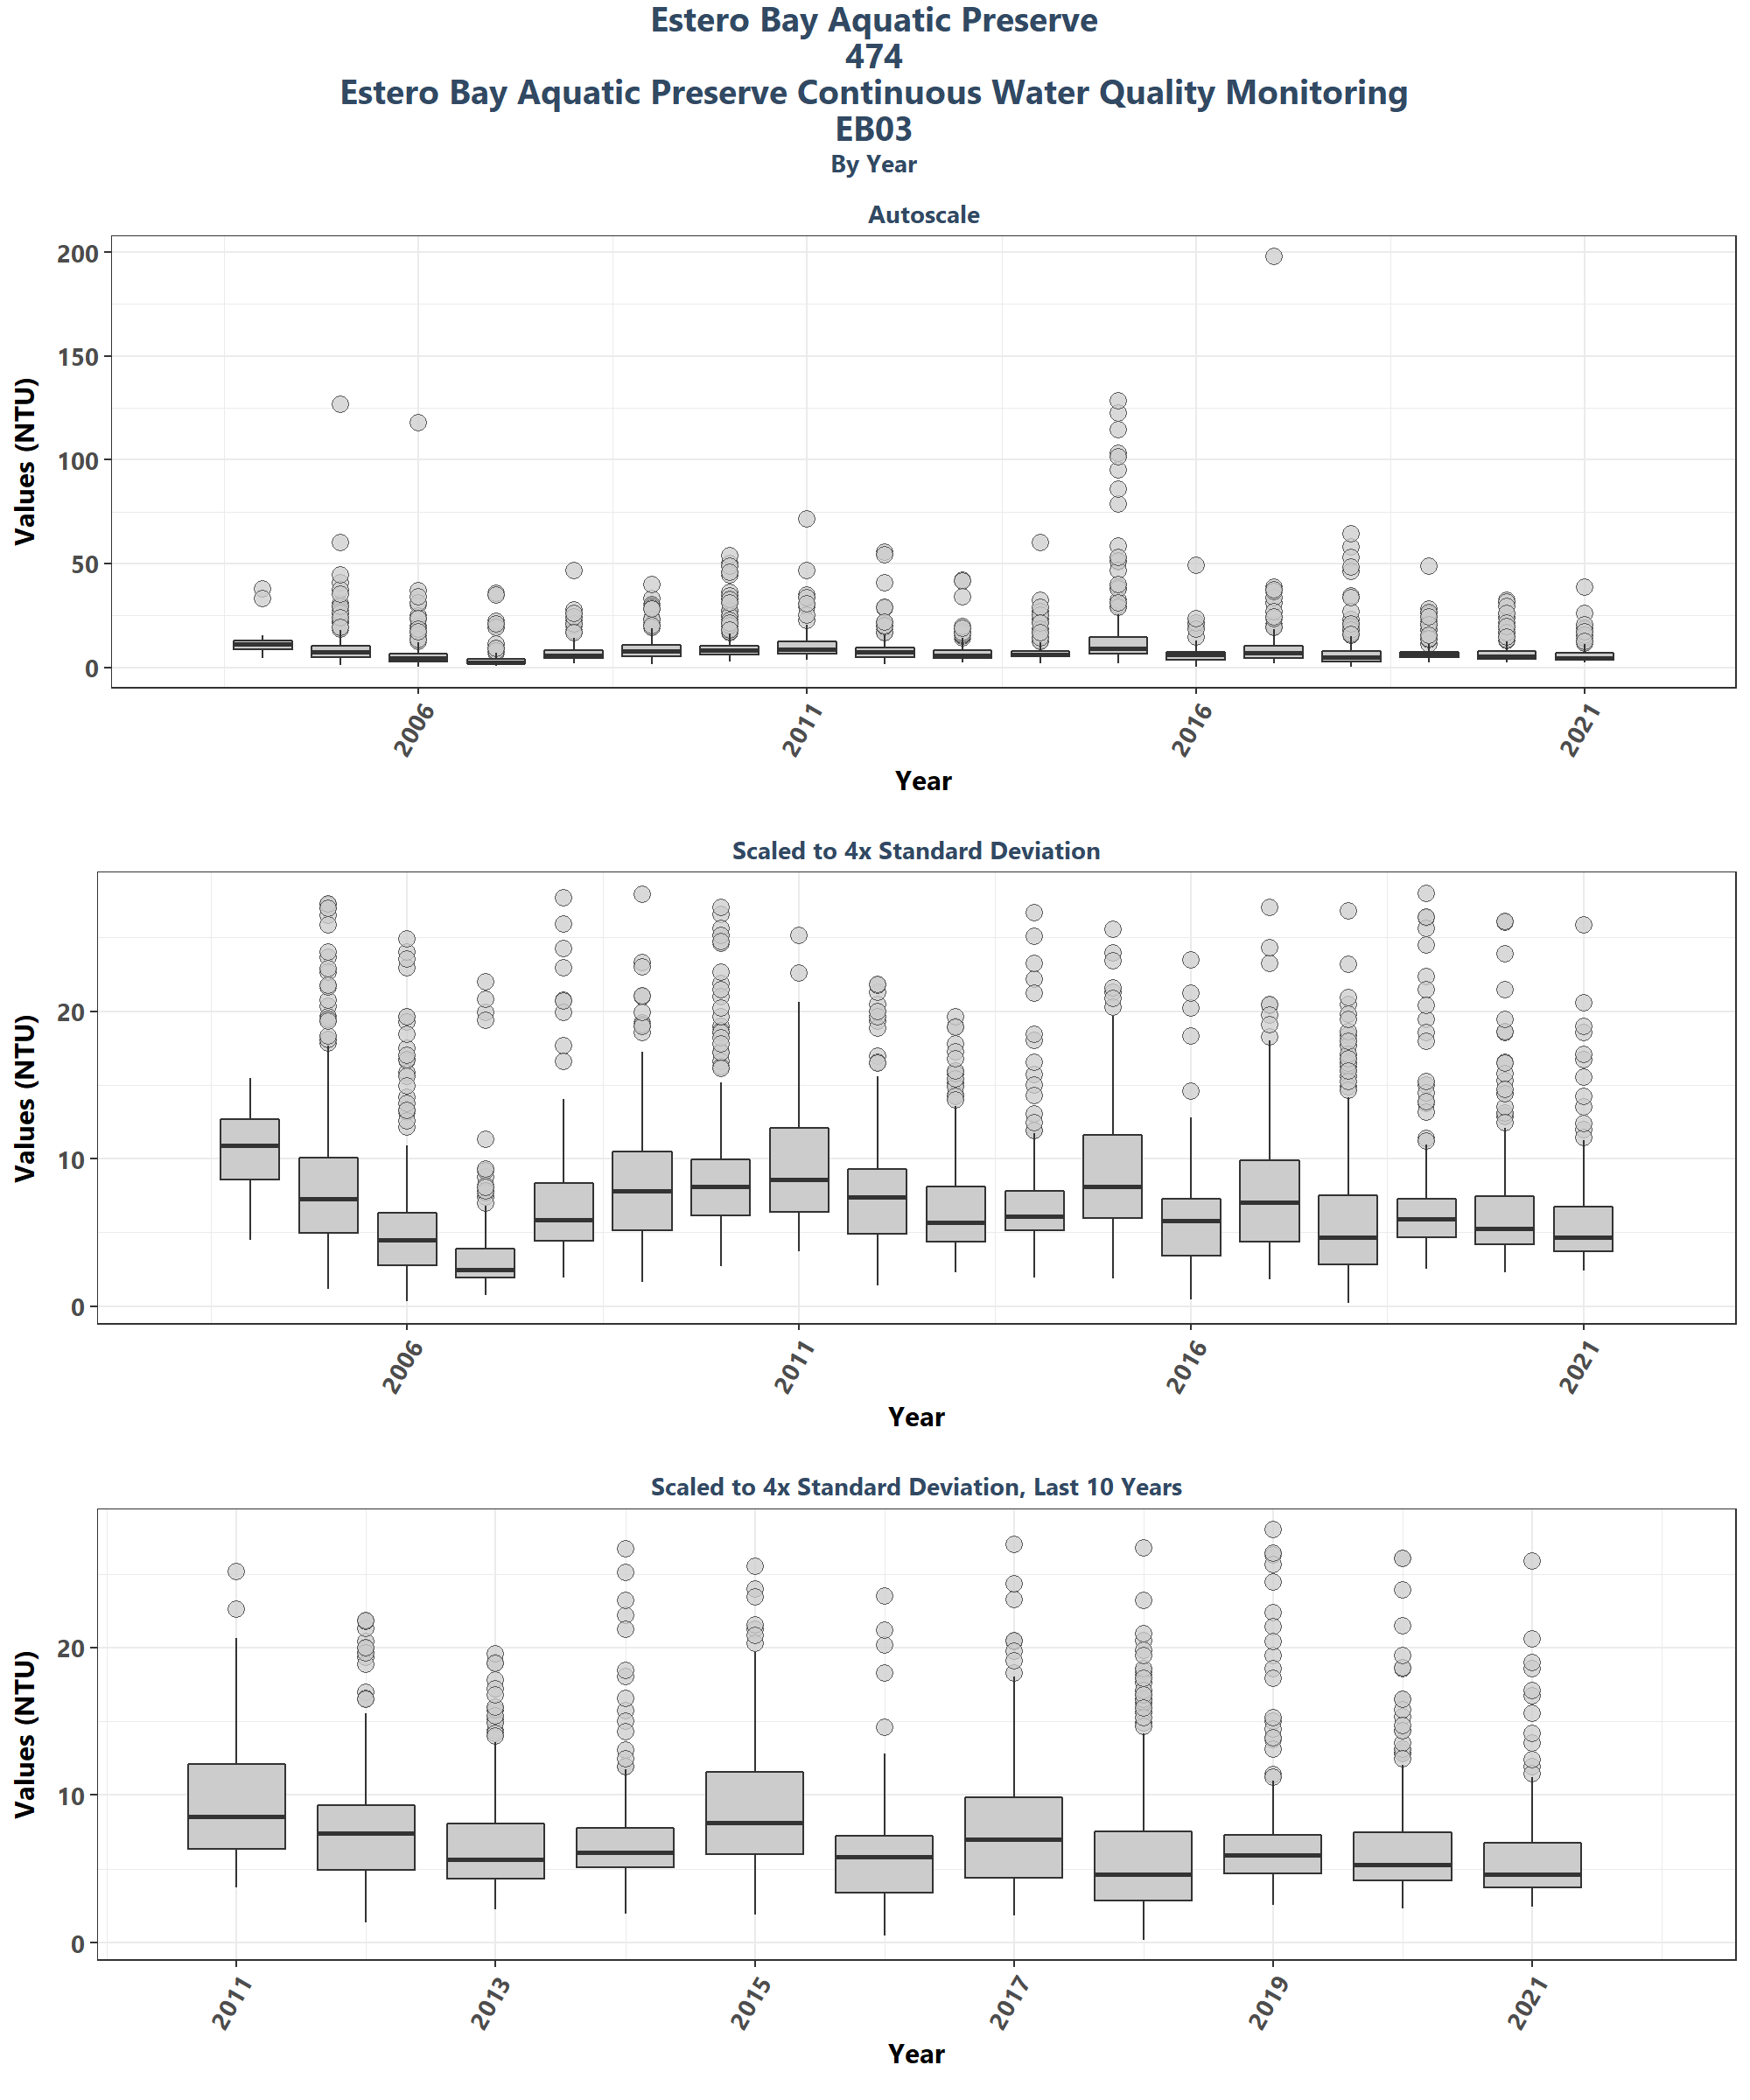 Estero Bay Aquatic Preserve
474
Estero Bay Aquatic Preserve Continuous Water Quality Monitoring
EB03
By Year
Autoscale
Values (NTU)
200
150
100
50
0
2006
2011
2016
2021
Year
Scaled to 4x Standard Deviation
Values (NTU)
20
10
0
2006
2011
2016
2021
Year
Scaled to 4x Standard Deviation, Last 10 Years
Values (NTU)
20
10
0
2011
2013
2015
2017
2019
2021
Year